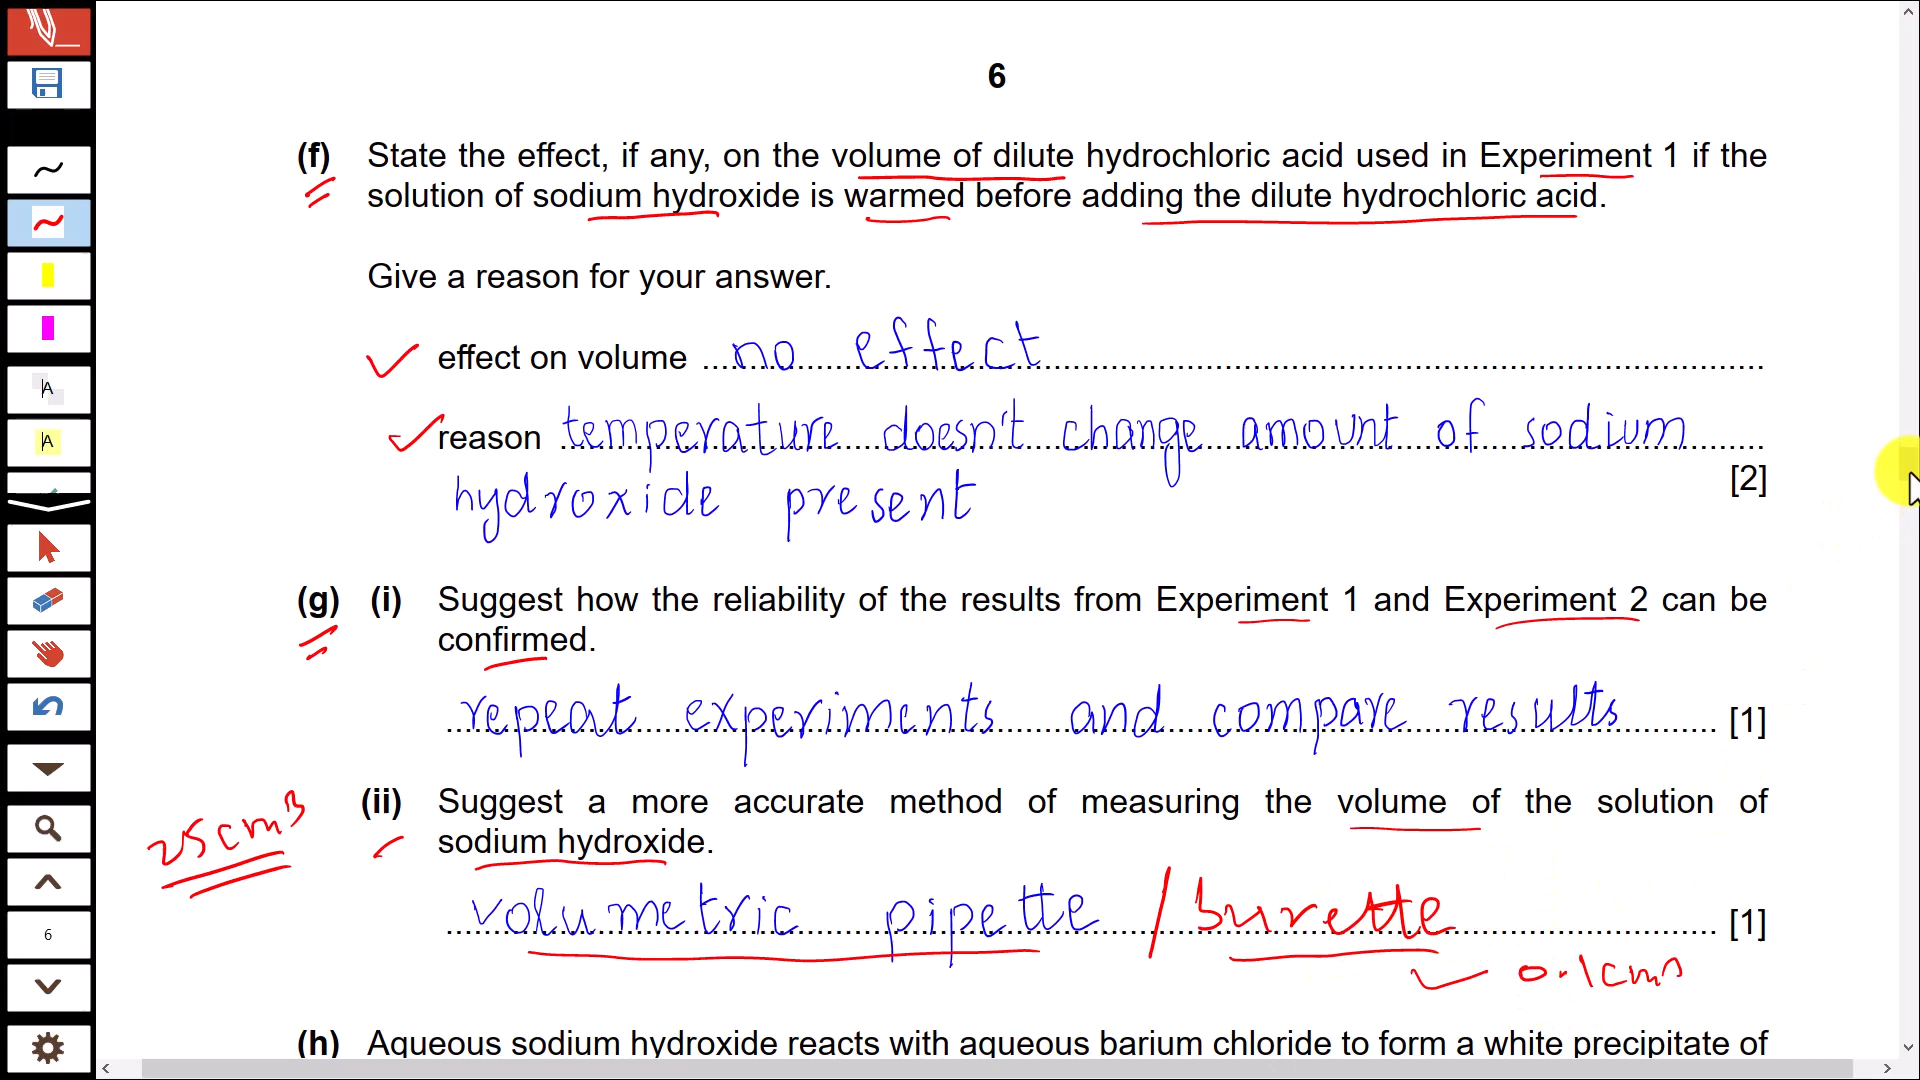 6
(f) State the effect, if any, on the volume of dilute hydrochloric acid used in Experiment 1 if the
solution of sodium hydroxide is warmed before adding the dilute hydrochloric acid.
Give a reason for your answer.
effect on volume no effect
reason temperature doesn't change amount of sodium
[2]
hydroxide present
(g) (i) Suggest how the reliability of the results from Experiment 1 and Experiment 2 can be
confirmed.
repeat experiments and compare results [1]
(ii) Suggest a more accurate method of measuring the volume of the solution of
25cm3
sodium hydroxide.
volumetric pipette / burette [1]
0.1cm3
(h) Aqueous sodium hydroxide reacts with aqueous barium chloride to form a white precipitate of
A
A
6